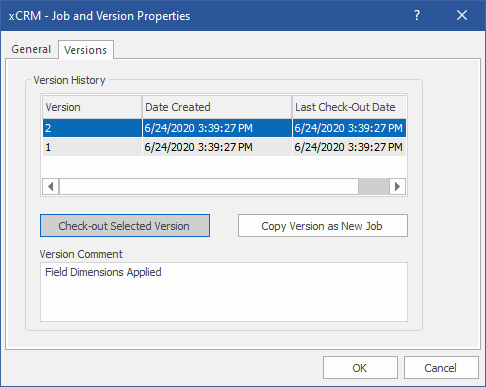 xCRM - Job and Version Properties ? ×
General Versions
Version History
Version Date Created Last Check-Out Date
2 6/24/2020 3:39:27 PM 6/24/2020 3:39:27 PM
1 6/24/2020 3:39:27 PM 6/24/2020 3:39:27 PM
Check-out Selected Version Copy Version as New Job
Version Comment
Field Dimensions Applied
OK Cancel